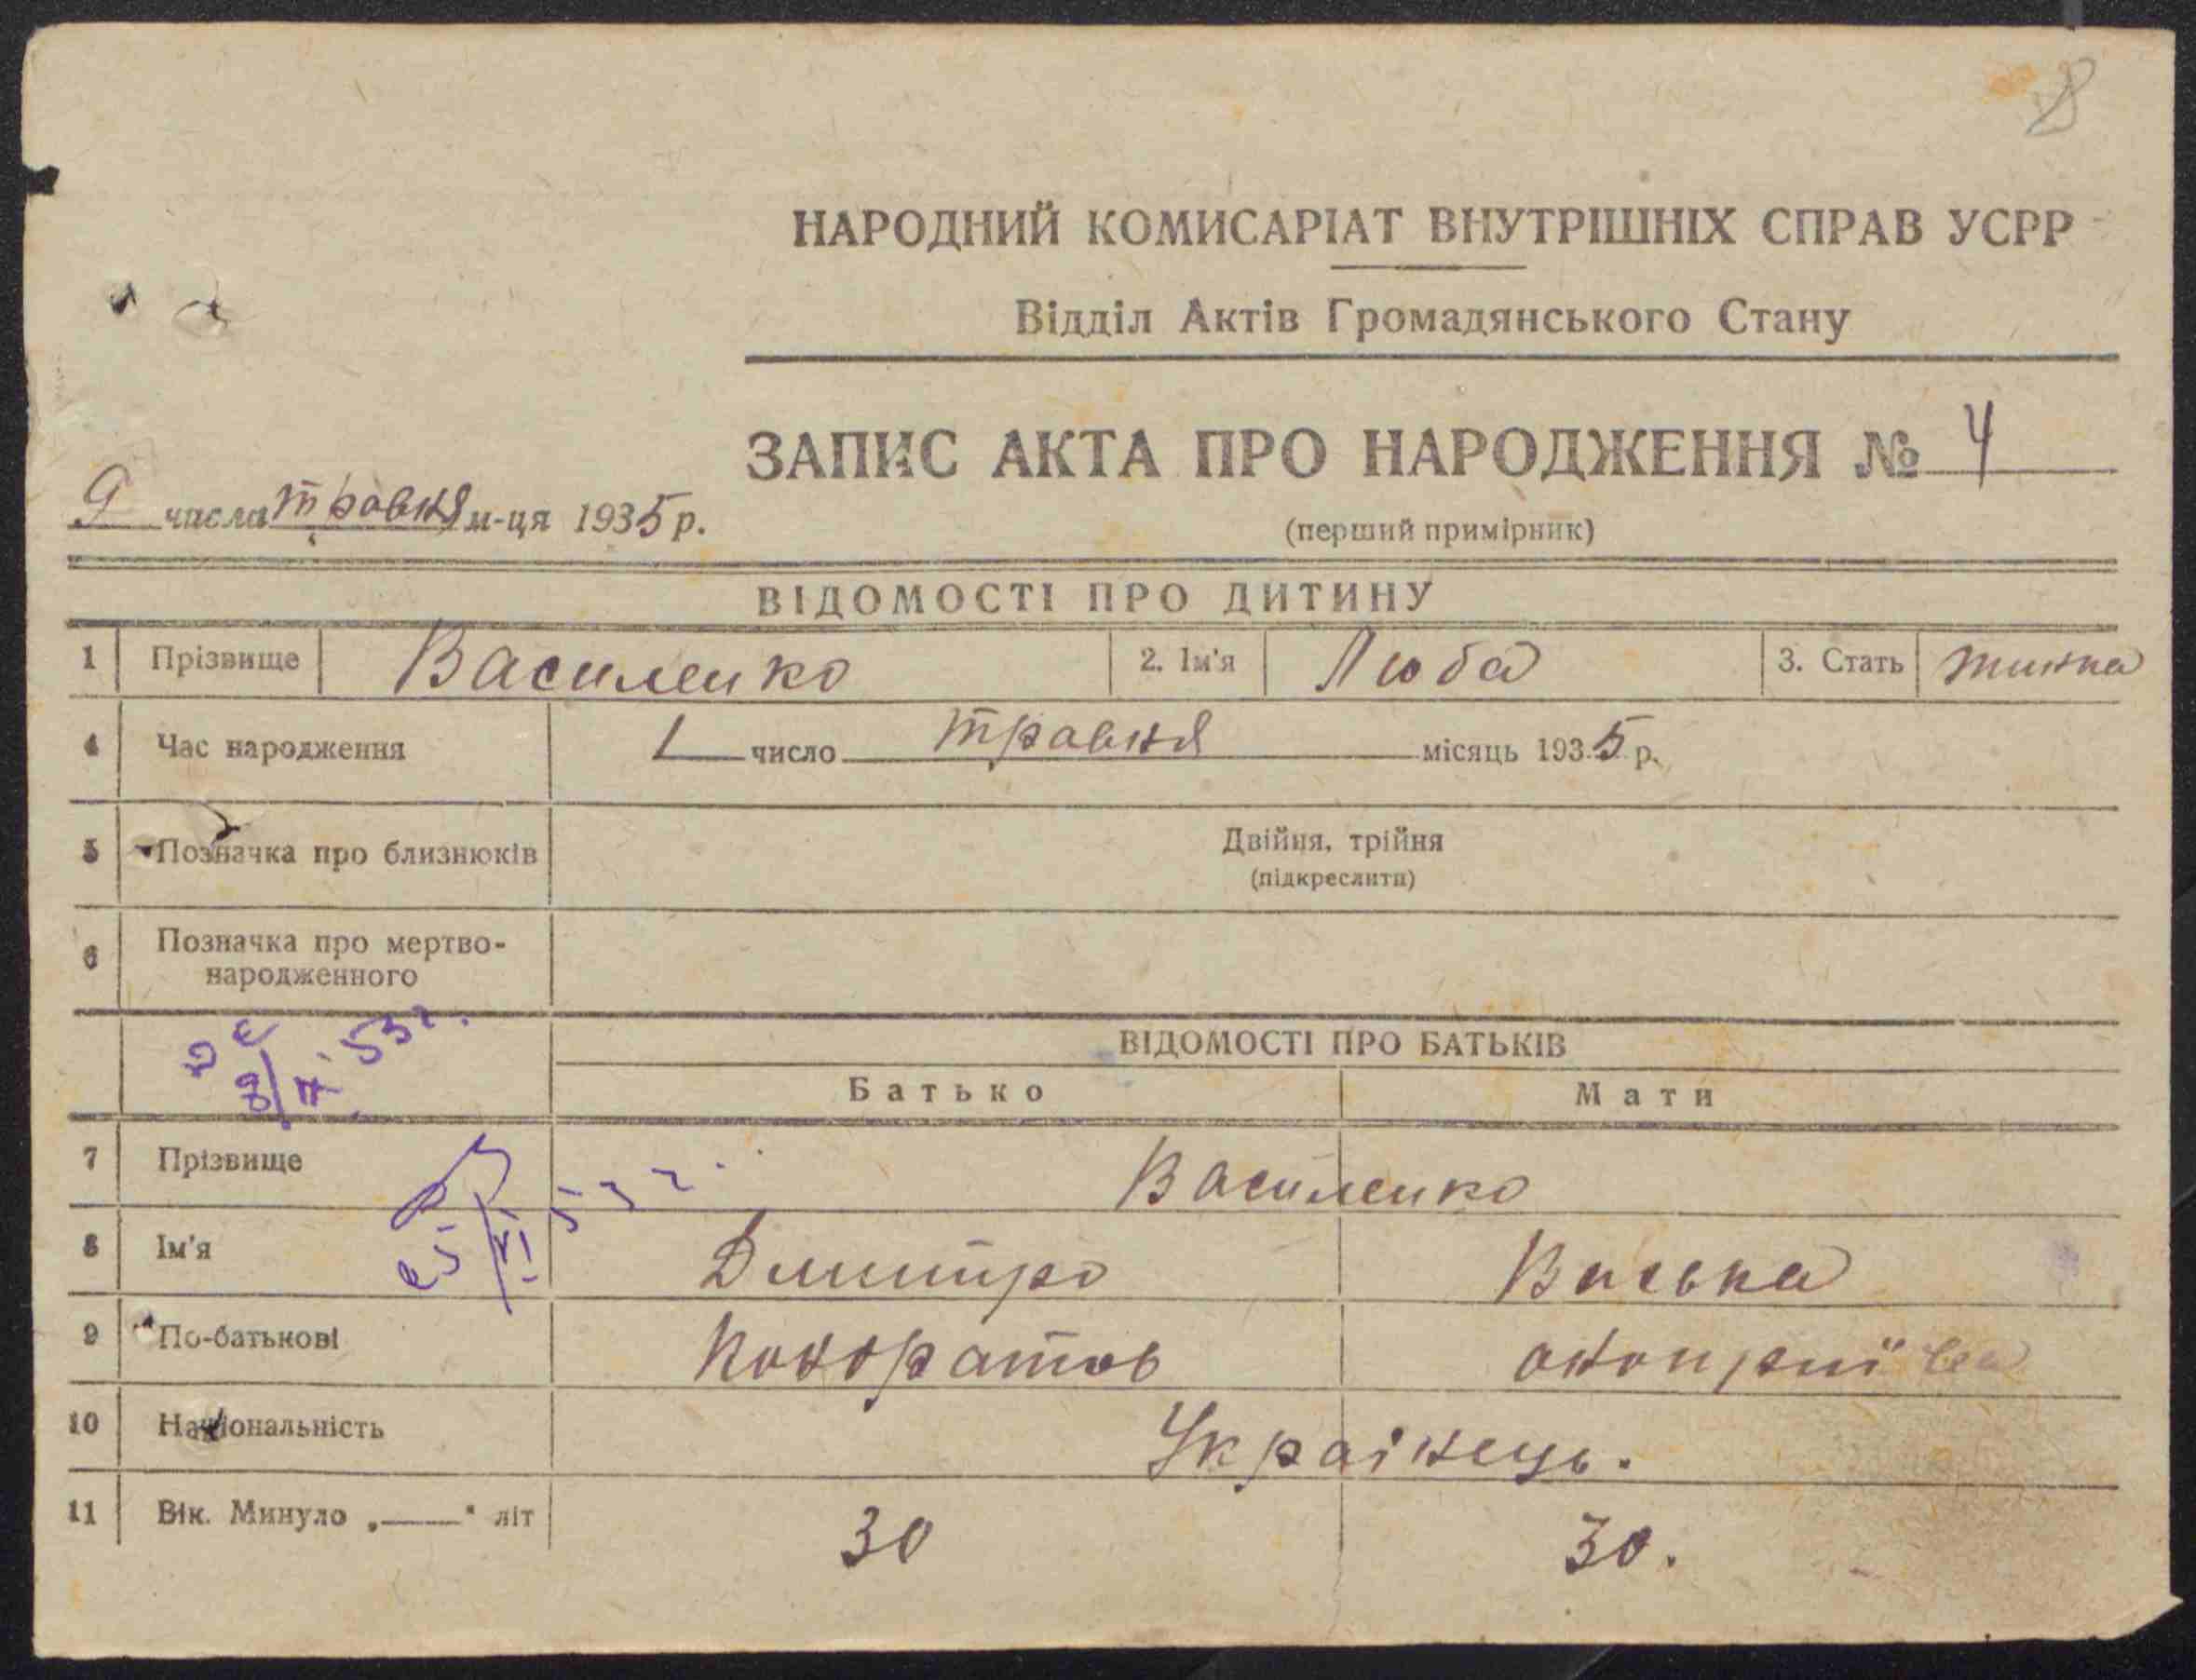 8
НАРОДНИЙ КОМИСАРІАТ ВНУТРІШНІХ СПРАВ УСРР
Відділ Актів Громадянського Стану
ЗАПИС АКТА ПРО НАРОДЖЕННЯ № 4
9 числа травня м-ця 1935 р.
(перший примірник)
ВІДОМОСТІ ПРО ДИТИНУ
1 Прізвище Василенко 2. Ім'я Люба 3. Стать
4 Час народження 1 число травня місяць 1935 р.
5 Позначка про близнюків Двійня, трійня
(підкреслити)
6 Позначка про мертво-
народженного
53 г.
ВІДОМОСТІ ПРО БАТЬКІВ
Батько Мати
7 Прізвище Василенко
53 г.
8 Ім'я Дмитро Васька
9 По-батькові Кондратов
10 Національність Українець.
11 Вік. Минуло „ — " літ 30 30.